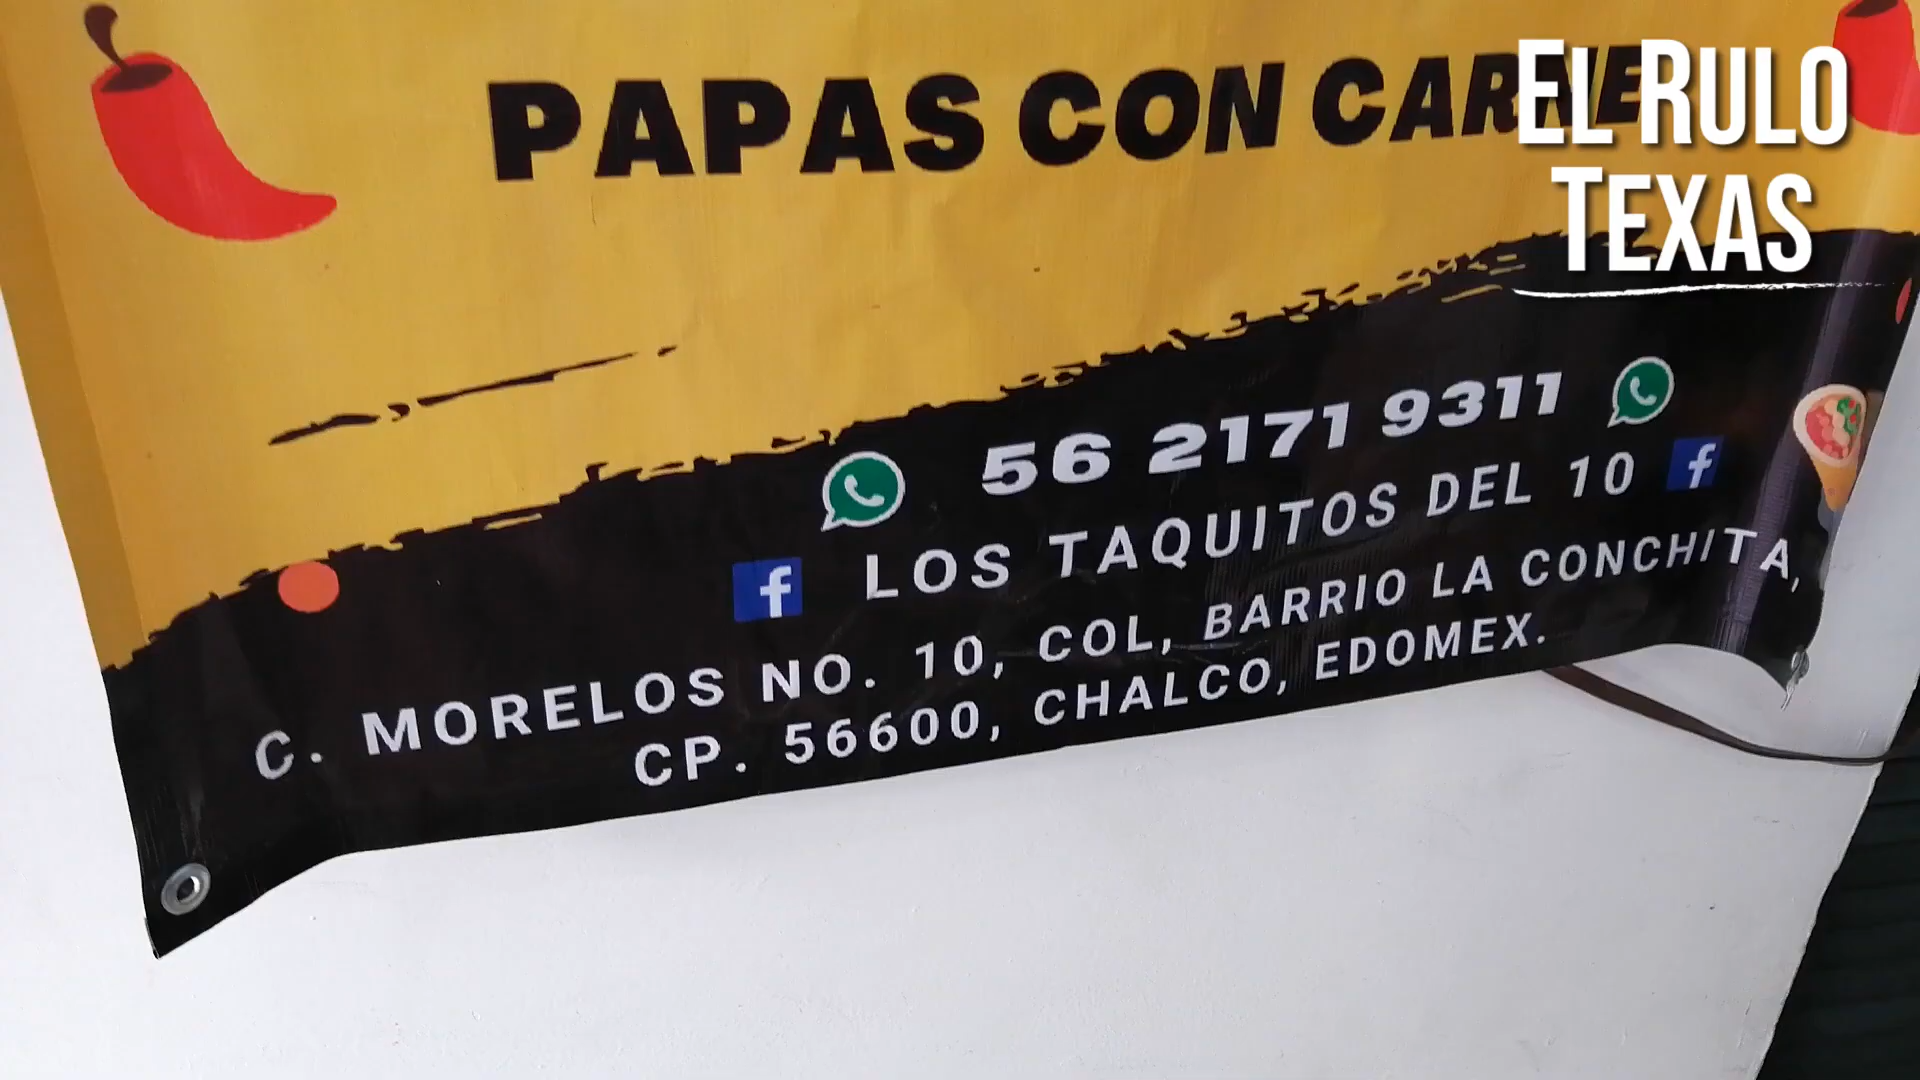 PAPAS CON CARNE
EL RULO
TEXAS
56 2171 9311
LOS TAQUITOS DEL 10
C. MORELOS NO. 10, COL, BARRIO LA CONCHITA,
CP. 56600, CHALCO, EDOMEX.